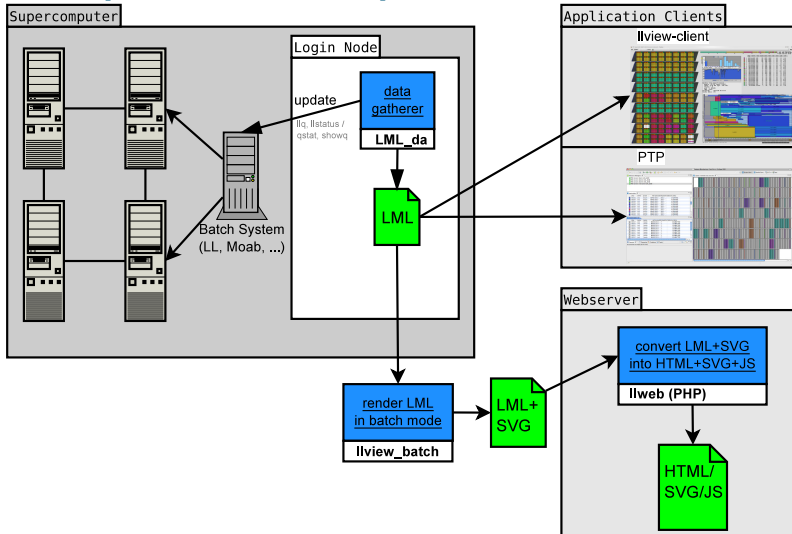 Supercomputer
Login Node
data
gatherer
LML_da
update
llq, llstatus /
qstat, showq
Batch System
(LL, Moab, ...)
LML
Application Clients
llview-client
PTP
render LML
in batch mode
llview_batch
LML+
SVG
Webserver
convert LML+SVG
into HTML+SVG+JS
llweb (PHP)
HTML/
SVG/JS